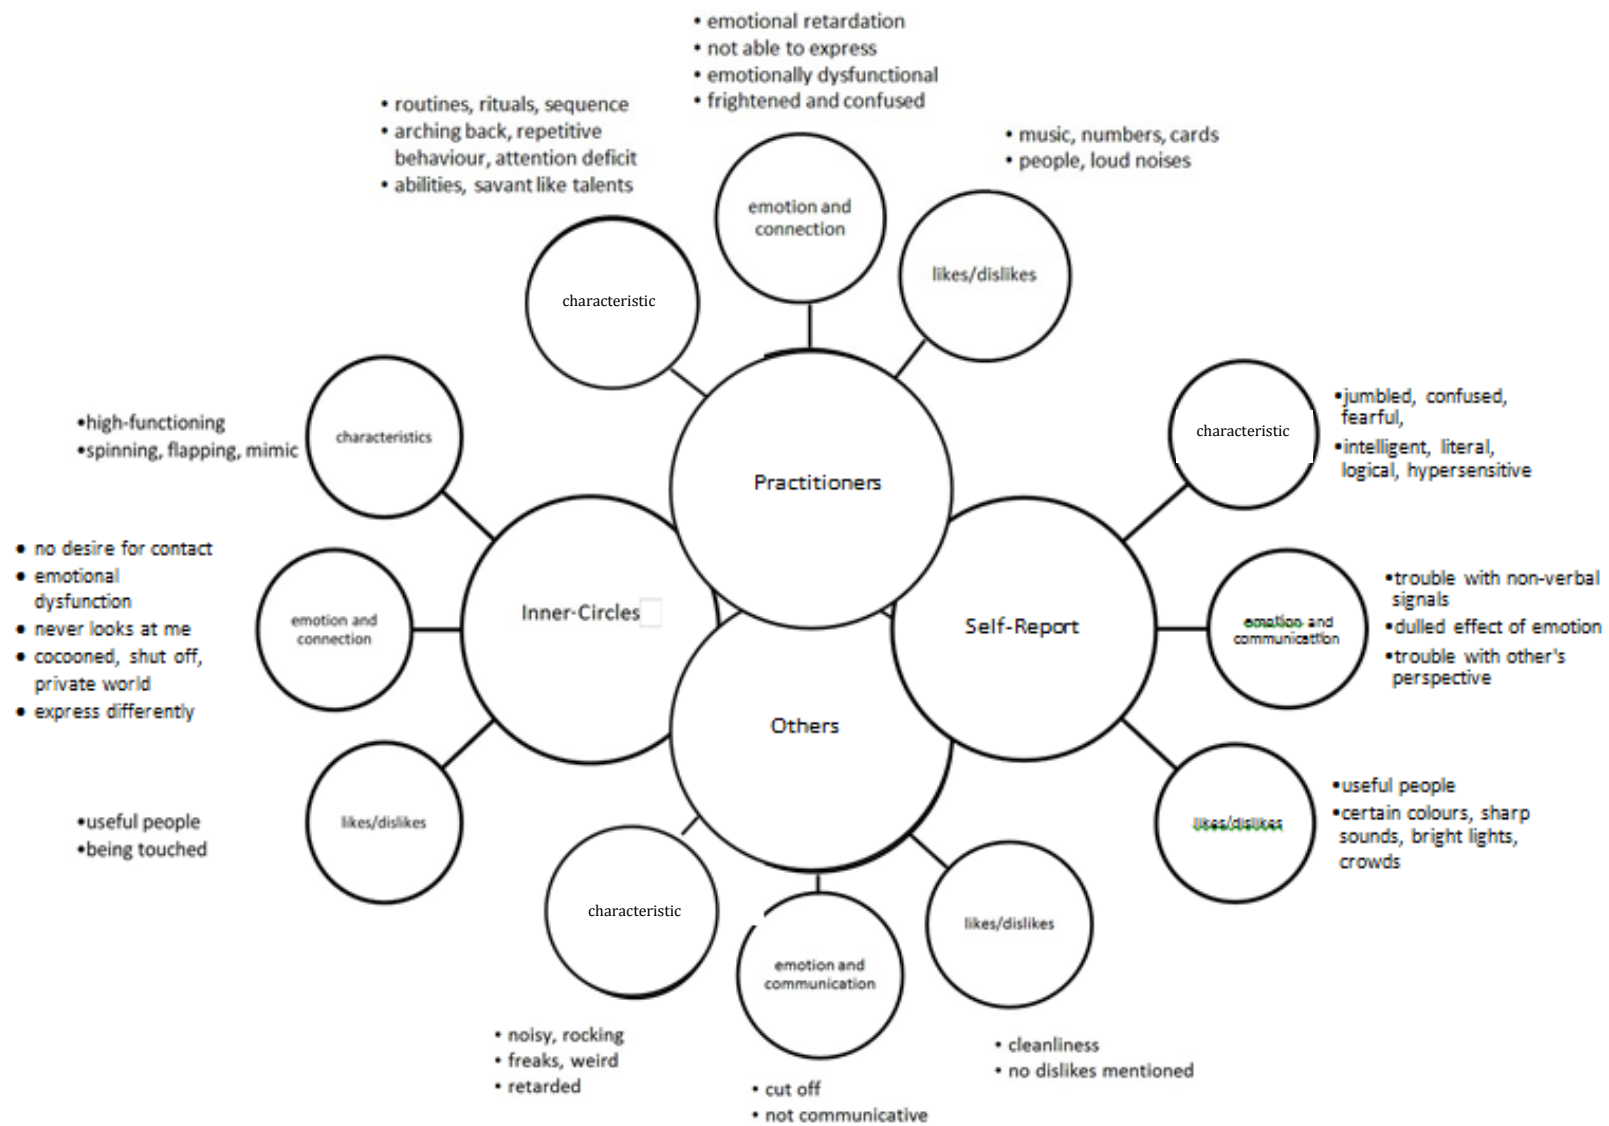 • emotional retardation
• not able to express
• emotionally dysfunctional
• frightened and confused
• routines, rituals, sequence
• arching back, repetitive
behaviour, attention deficit
• abilities, savant like talents
• music, numbers, cards
• people, loud noises
emotion and
connection
likes/dislikes
characteristic
•high-functioning
•spinning, flapping, mimic
characteristics
characteristic
•jumbled, confused,
fearful,
•intelligent, literal,
logical, hypersensitive
Practitioners
• no desire for contact
• emotional
dysfunction
• never looks at me
• cocooned, shut off,
private world
• express differently
emotion and
connection
Inner-Circles
Self-Report
emotion and
communication
•trouble with non-verbal
signals
•dulled effect of emotion
•trouble with other's
perspective
Others
•useful people
•being touched
likes/dislikes
likes/dislikes
•useful people
•certain colours, sharp
sounds, bright lights,
crowds
characteristic
emotion and
communication
likes/dislikes
• noisy, rocking
• freaks, weird
• retarded
• cut off
• not communicative
• cleanliness
• no dislikes mentioned